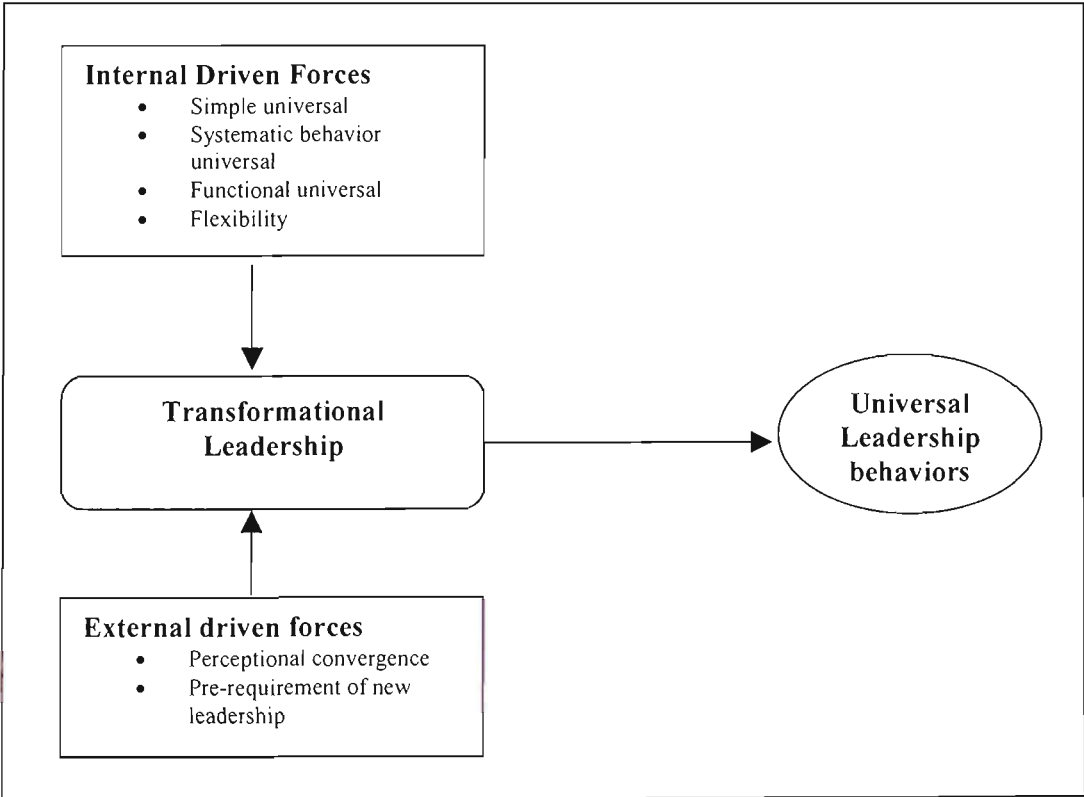 Internal Driven Forces
• Simple universal
• Systematic behavior
universal
• Functional universal
• Flexibility
Transformational
Leadership
Universal
Leadership
behaviors
External driven forces
• Perceptional convergence
• Pre-requirement of new
leadership